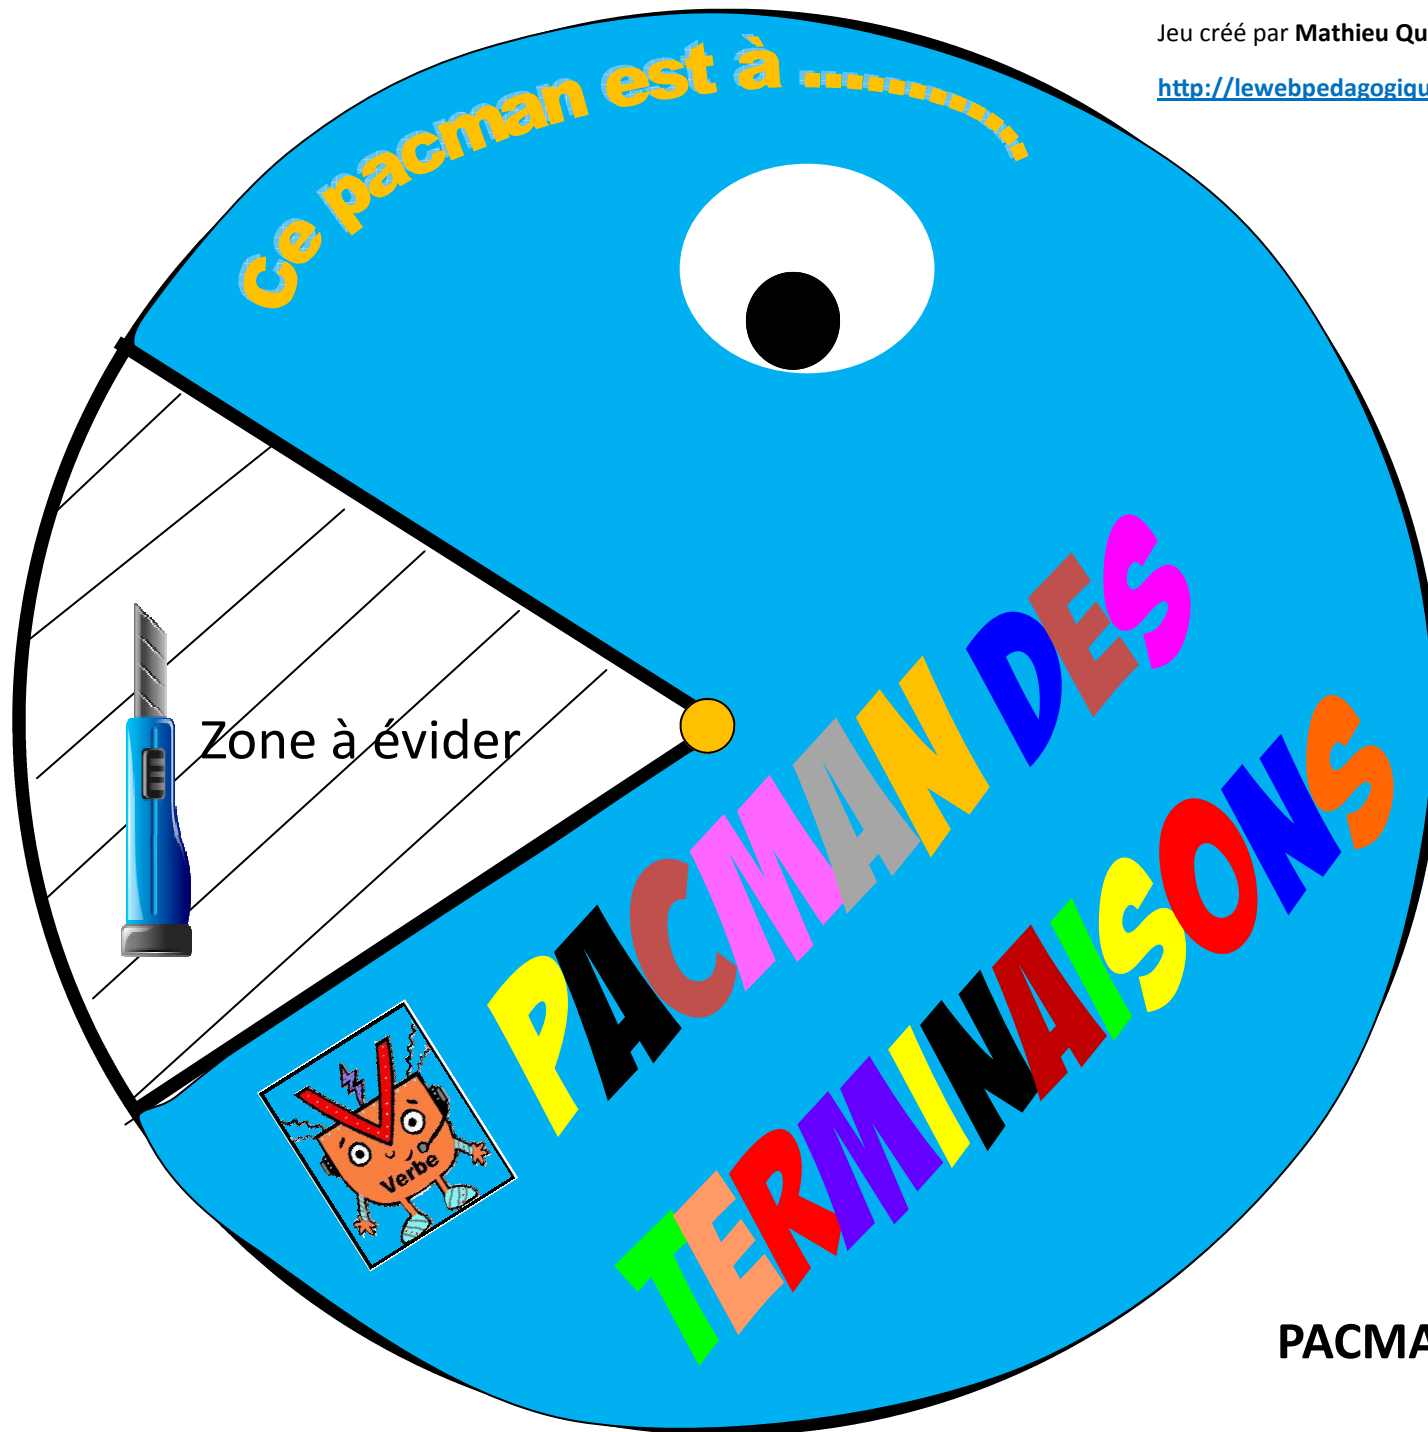 Jeu créé par Mathieu Qu
http://lewebpedagogiqu
Ce pacman est à ...........
Zone à évider
PACMAN DES
TERMINAISONS
Verbe
PACMA